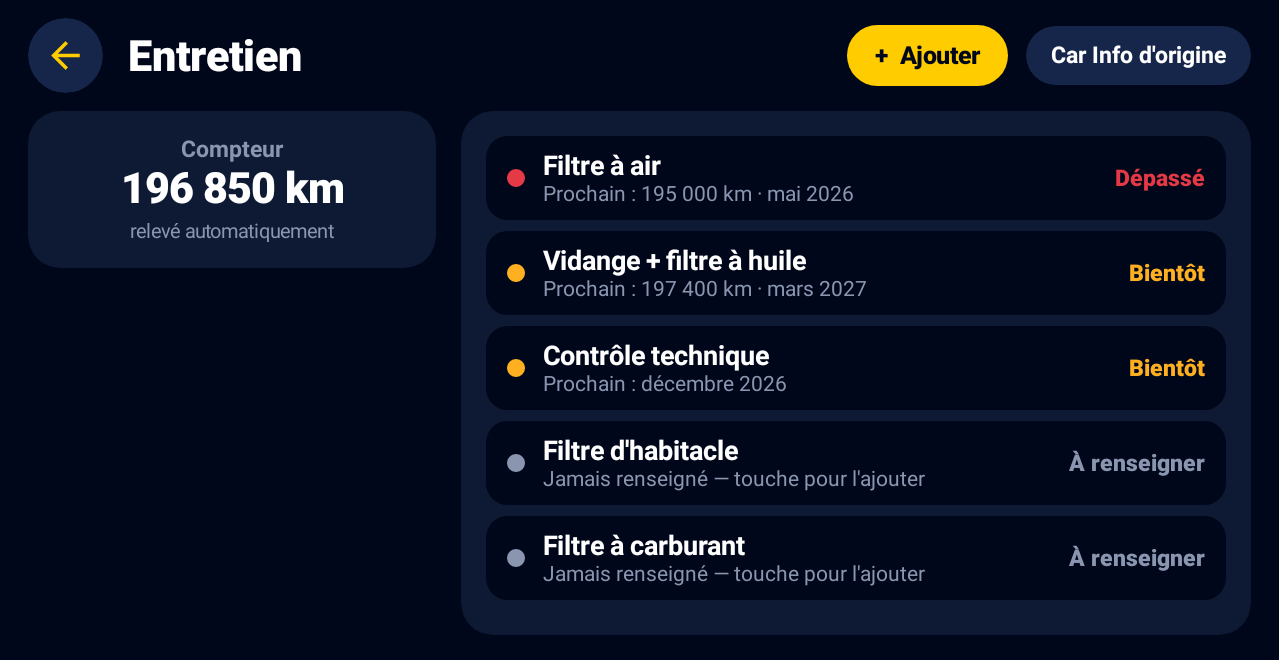 Entretien
+ Ajouter
Car Info d'origine
Compteur
196 850 km
relevé automatiquement
Filtre à air
Prochain : 195 000 km · mai 2026
Dépassé
Vidange + filtre à huile
Prochain : 197 400 km · mars 2027
Bientôt
Contrôle technique
Prochain : décembre 2026
Bientôt
Filtre d'habitacle
Jamais renseigné — touche pour l'ajouter
À renseigner
Filtre à carburant
Jamais renseigné — touche pour l'ajouter
À renseigner